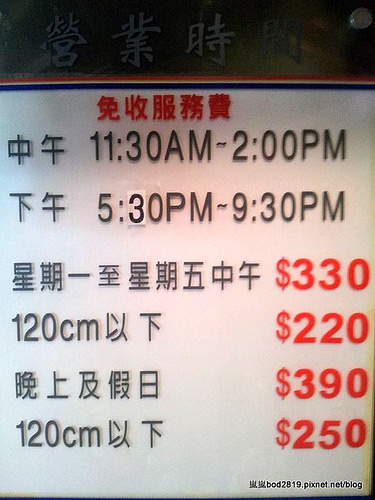 營業時間
免收服務費
中午 11:30AM~2:00PM
下午 5:30PM~9:30PM
星期一至星期五中午 $330
120cm以下 $220
晚上及假日 $390
120cm以下 $250
嵐嵐bod2819.pixnet.net/blog